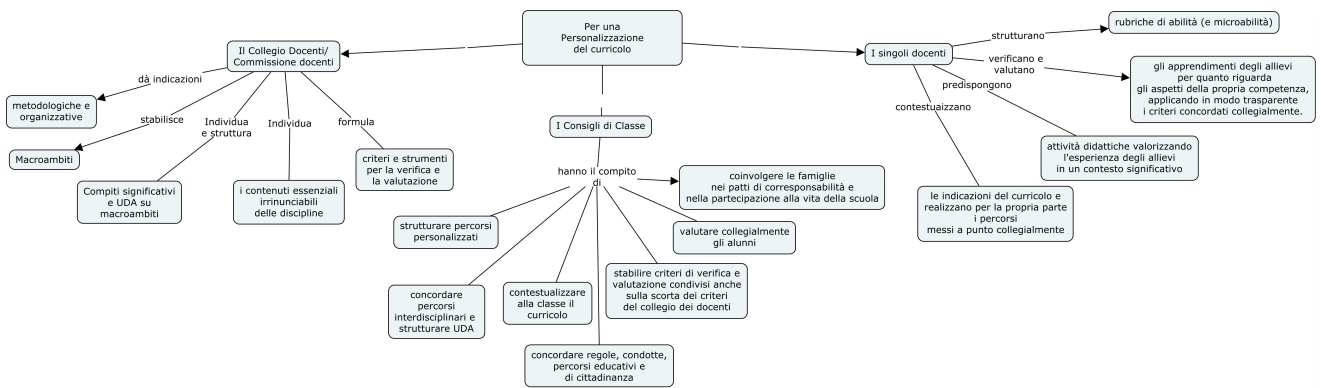 Per una
Personalizzazione
del curricolo
Il Collegio Docenti/
Commissione docenti
dà indicazioni
metodologiche e
organizzative
stabilisce
Macroambiti
Individua
e struttura
Compiti significativi
e UDA su
macroambiti
Individua
i contenuti essenziali
irrinunciabili
delle discipline
formula
criteri e strumenti
per la verifica e
la valutazione
I Consigli di Classe
hanno il compito
di
coinvolgere le famiglie
nei patti di corresponsabilità e
nella partecipazione alla vita della scuola
strutturare percorsi
personalizzati
valutare collegialmente
gli alunni
concordare
percorsi
interdisciplinari e
strutturare UDA
contestualizzare
alla classe il
curricolo
stabilire criteri di verifica e
valutazione condivisi anche
sulla scorta dei criteri
del collegio dei docenti
concordare regole, condotte,
percorsi educativi e
di cittadinanza
I singoli docenti
strutturano
rubriche di abilità (e microabilità)
verificano e
valutano
gli apprendimenti degli allievi
per quanto riguarda
gli aspetti della propria competenza,
applicando in modo trasparente
i criteri concordati collegialmente.
predispongono
attività didattiche valorizzando
l'esperienza degli allievi
in un contesto significativo
contestuaizzano
le indicazioni del curricolo e
realizzano per la propria parte
i percorsi
messi a punto collegialmente